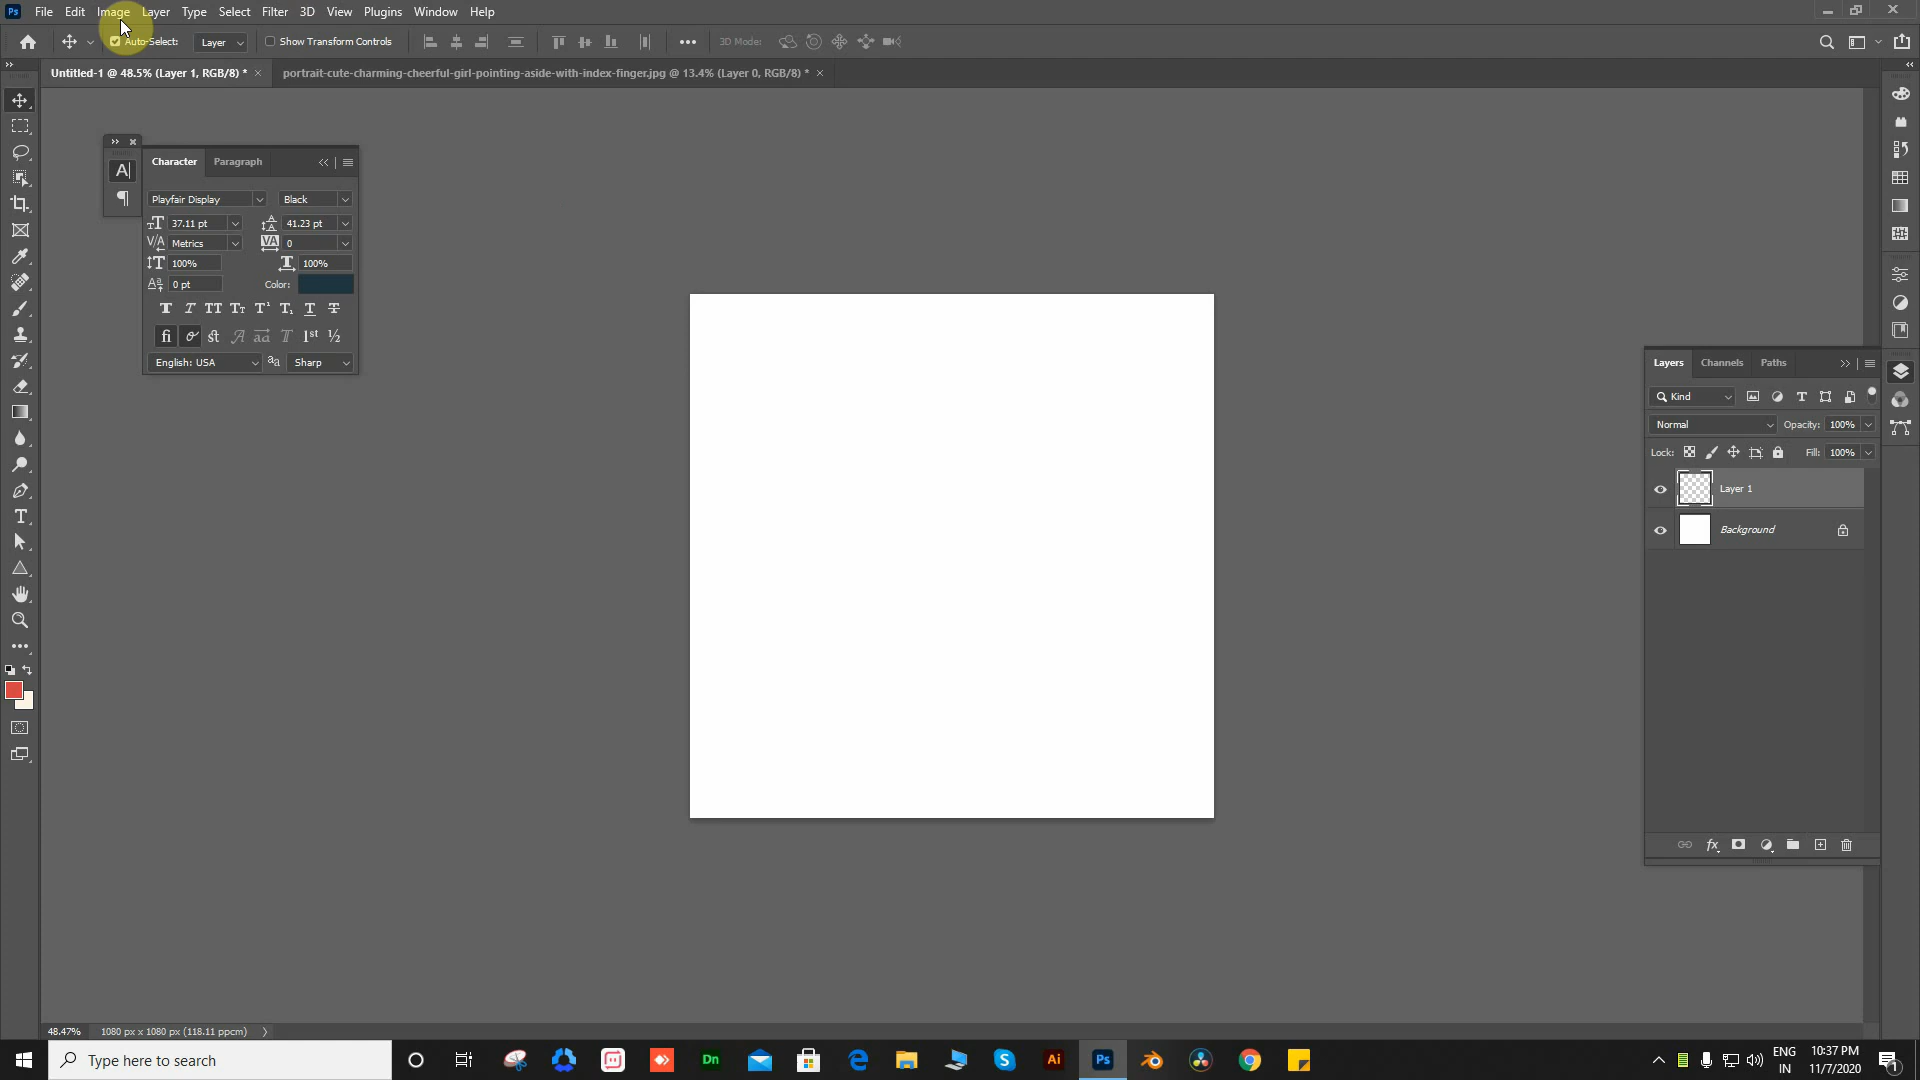 Ps File Edit Image Layer Type Select Filter 3D View Plugins Window Help
Auto-Select: Layer Show Transform Controls 3D Mode:
Untitled-1 @ 48.5% (Layer 1, RGB/8) * portrait-cute-charming-cheerful-girl-pointing-aside-with-index-finger.jpg @ 13.4% (Layer 0, RGB/8) *
Character Paragraph
Playfair Display Black
37.11 pt 41.23 pt
Metrics 0
100% 100%
0 pt Color:
English: USA Sharp
Layers Channels Paths
Kind
Normal Opacity: 100%
Lock: Fill: 100%
Layer 1
Background
48.47% 1080 px x 1080 px (118.11 ppcm)
Type here to search
Dn Ai Ps
ENG
IN
10:37 PM
11/7/2020
1